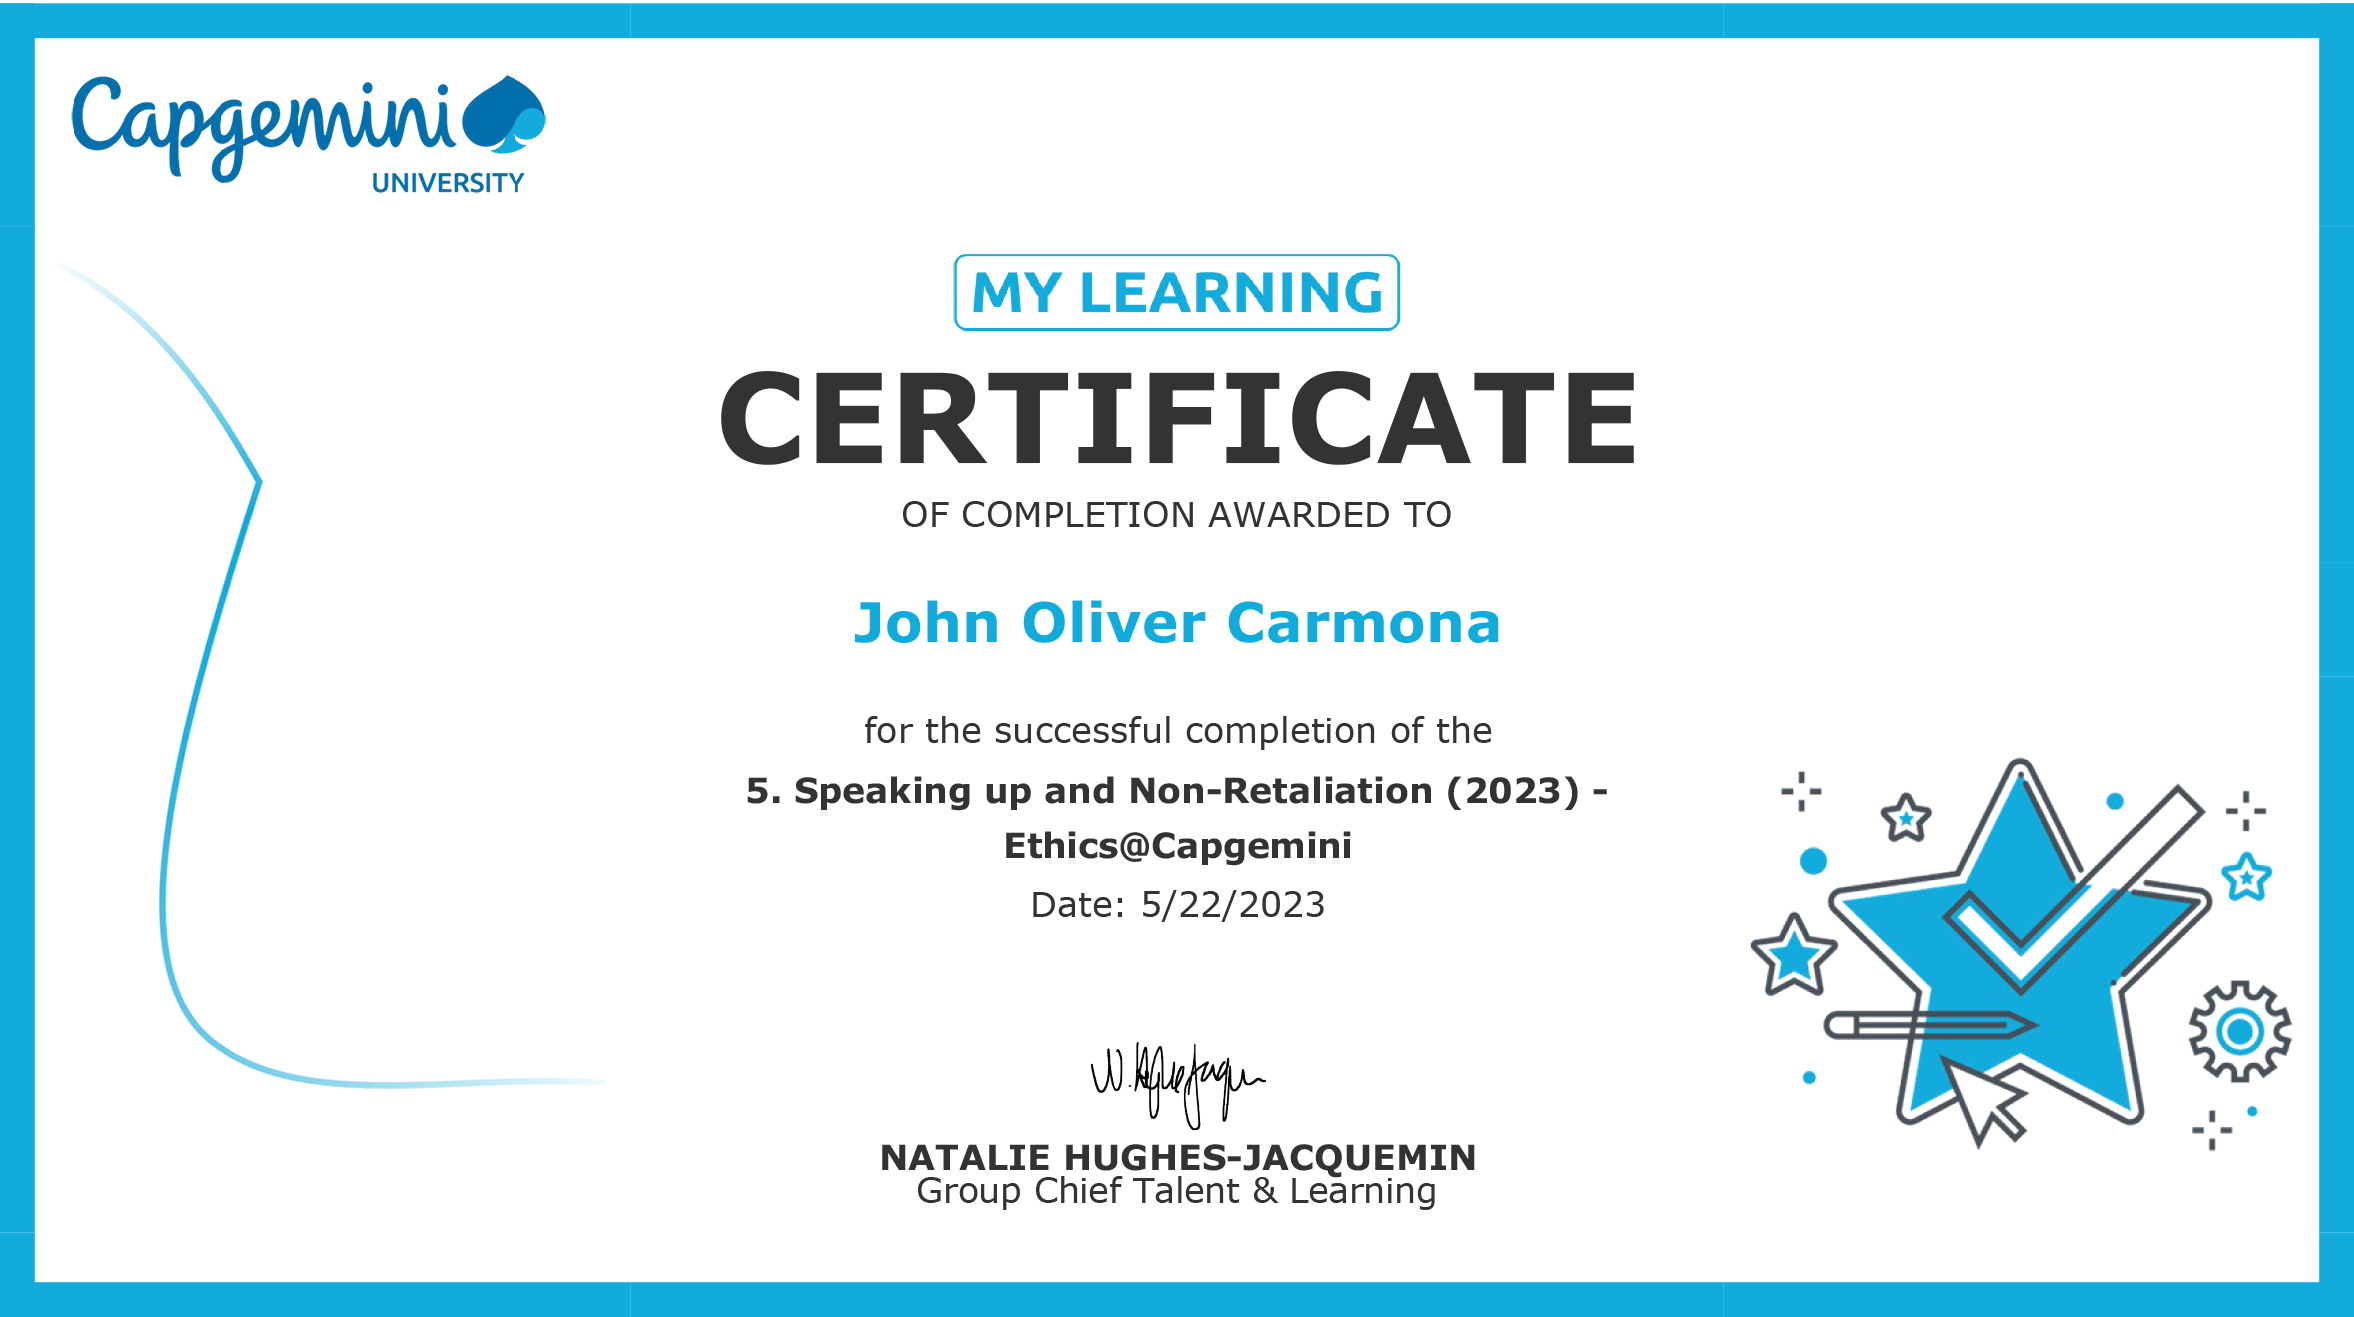 Capgemini
UNIVERSITY
MY LEARNING
CERTIFICATE
OF COMPLETION AWARDED TO
John Oliver Carmona
for the successful completion of the
5. Speaking up and Non-Retaliation (2023) -
Ethics@Capgemini
Date: 5/22/2023
NATALIE HUGHES-JACQUEMIN
Group Chief Talent & Learning